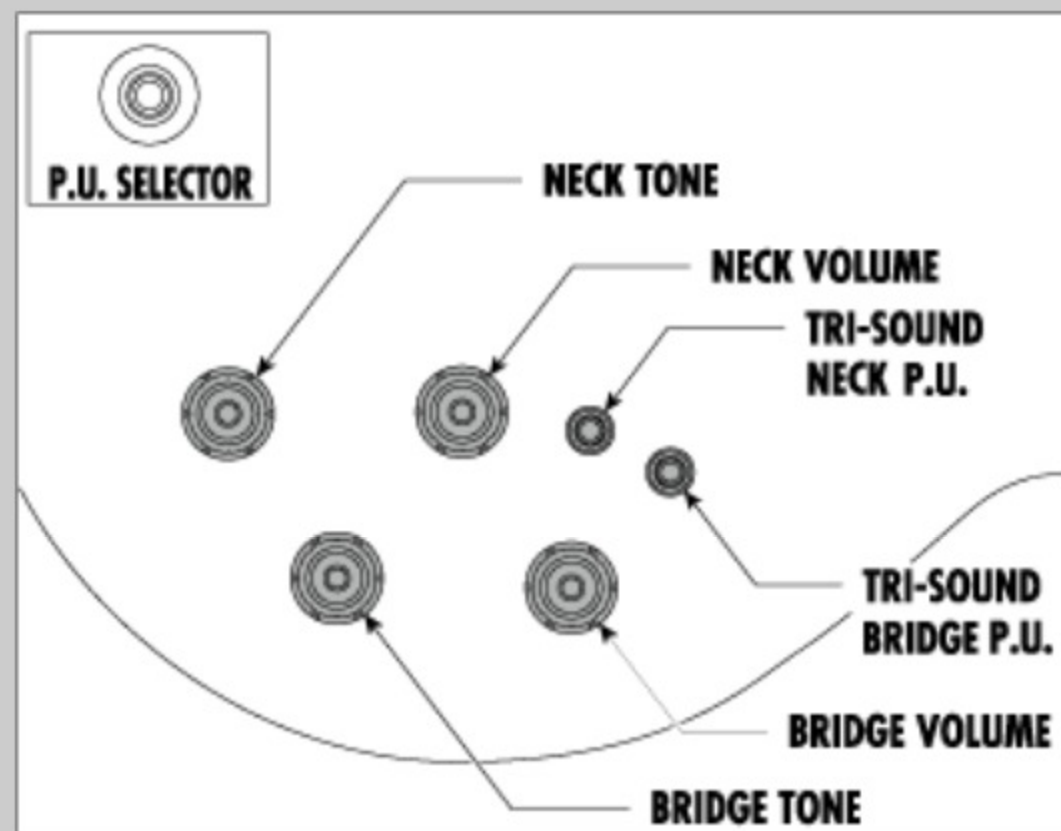 P.U. SELECTOR
NECK TONE
NECK VOLUME
TRI-SOUND
NECK P.U.
TRI-SOUND
BRIDGE P.U.
BRIDGE VOLUME
BRIDGE TONE